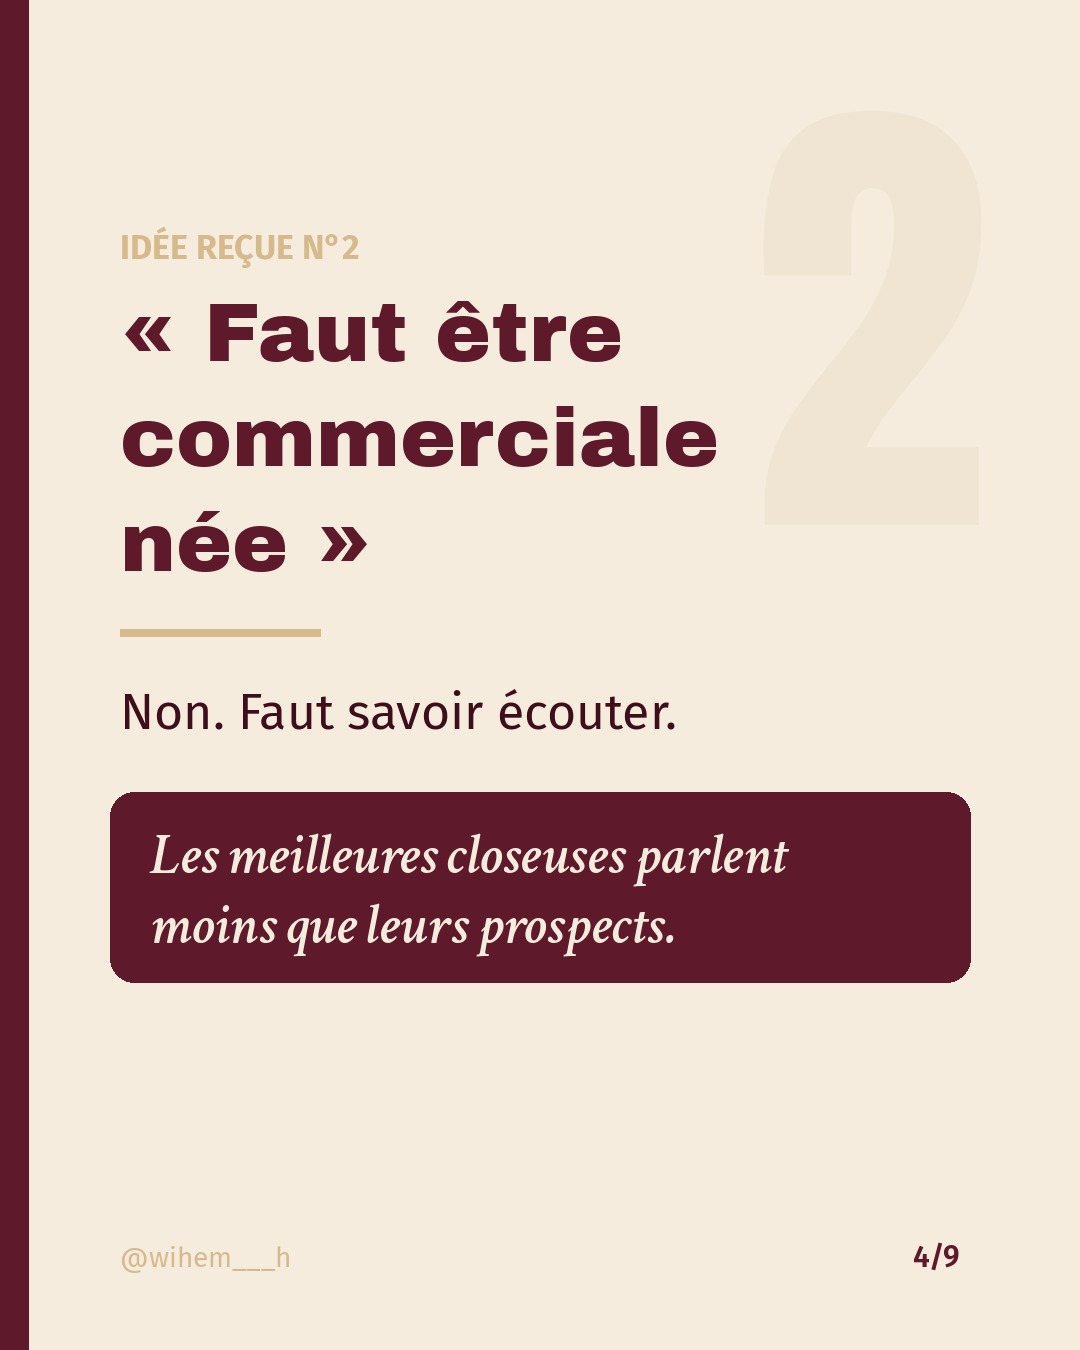 2
IDÉE REÇUE N°2
« Faut être
commerciale
née »
Non. Faut savoir écouter.
Les meilleures closeuses parlent
moins que leurs prospects.
@wihem___h
4/9